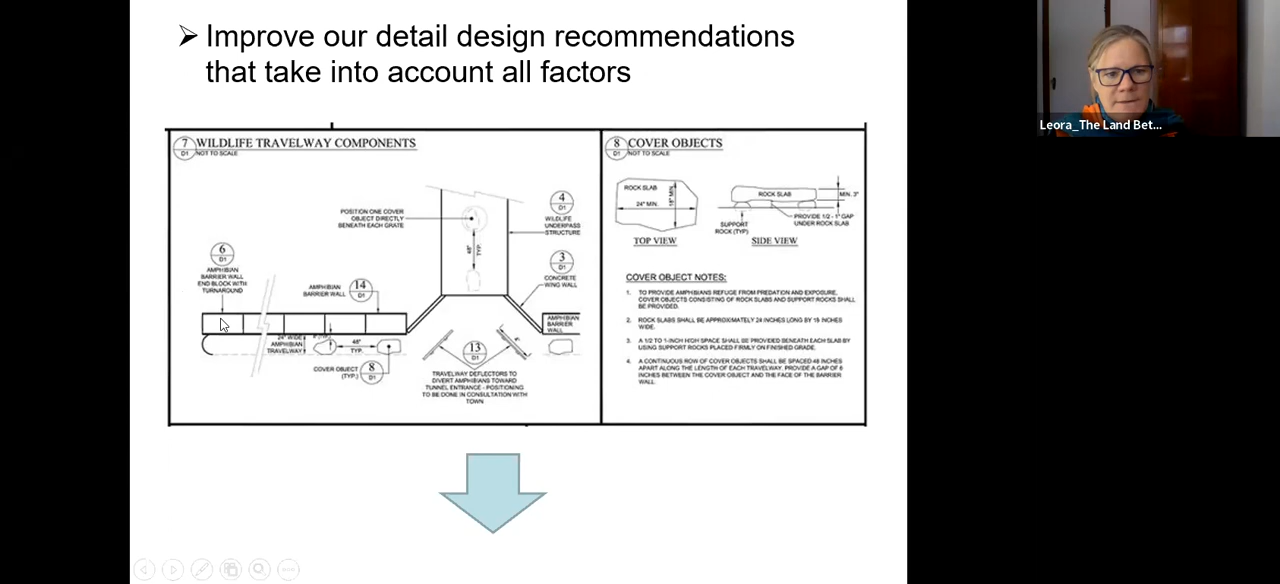 ➢ Improve our detail design recommendations
that take into account all factors
7
D1
WILDLIFE TRAVELWAY COMPONENTS
NOT TO SCALE
POSITION ONE COVER
OBJECT DIRECTLY
BENEATH EACH GRATE
48"
TYP.
4
D1
WILDLIFE
UNDERPASS
STRUCTURE
3
D1
CONCRETE
WING WALL
6
D1
AMPHIBIAN
BARRIER WALL
END BLOCK WITH
TURNAROUND
AMPHIBIAN
BARRIER WALL
14
D1
AMPHIBIAN
BARRIER
WALL
24" WIDE
AMPHIBIAN
TRAVELWAY
48"
TYP.
COVER OBJECT
(TYP.)
8
D1
13
D1
TRAVELWAY DEFLECTORS TO
DIVERT AMPHIBIANS TOWARD
TUNNEL ENTRANCE - POSITIONING
TO BE DONE IN CONSULTATION WITH
TOWN
8
D1
COVER OBJECTS
NOT TO SCALE
ROCK SLAB
24" MIN.
18" MIN.
TOP VIEW
ROCK SLAB
MIN. 3"
SUPPORT
ROCK (TYP)
PROVIDE 1/2 - 1" GAP
UNDER ROCK SLAB
SIDE VIEW
COVER OBJECT NOTES:
1. TO PROVIDE AMPHIBIANS REFUGE FROM PREDATION AND EXPOSURE,
COVER OBJECTS CONSISTING OF ROCK SLABS AND SUPPORT ROCKS SHALL
BE PROVIDED.
2. ROCK SLABS SHALL BE APPROXIMATELY 24 INCHES LONG BY 18 INCHES
WIDE.
3. A 1/2 TO 1-INCH HIGH SPACE SHALL BE PROVIDED BENEATH EACH SLAB BY
USING SUPPORT ROCKS PLACED FIRMLY ON FINISHED GRADE.
4. A CONTINUOUS ROW OF COVER OBJECTS SHALL BE SPACED 48 INCHES
APART ALONG THE LENGTH OF EACH TRAVELWAY. PROVIDE A GAP OF 6
INCHES BETWEEN THE COVER OBJECT AND THE FACE OF THE BARRIER
WALL.
Leora_The Land Bet...